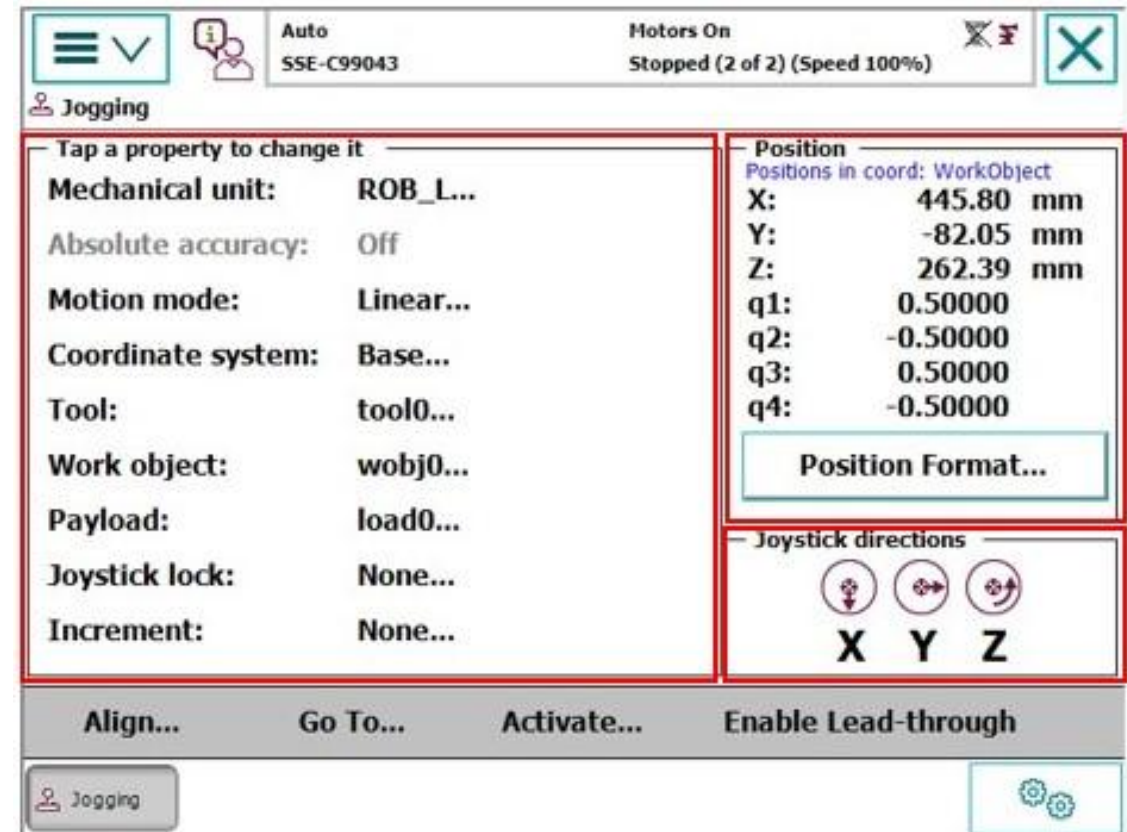 Auto
SSE-C99043
Motors On
Stopped (2 of 2) (Speed 100%)
Jogging
Tap a property to change it
Mechanical unit: ROB_L...
Absolute accuracy: Off
Motion mode: Linear...
Coordinate system: Base...
Tool: tool0...
Work object: wobj0...
Payload: load0...
Joystick lock: None...
Increment: None...
Position
Positions in coord: WorkObject
X: 445.80 mm
Y: -82.05 mm
Z: 262.39 mm
q1: 0.50000
q2: -0.50000
q3: 0.50000
q4: -0.50000
Position Format...
Joystick directions
X Y Z
Align... Go To... Activate... Enable Lead-through
Jogging